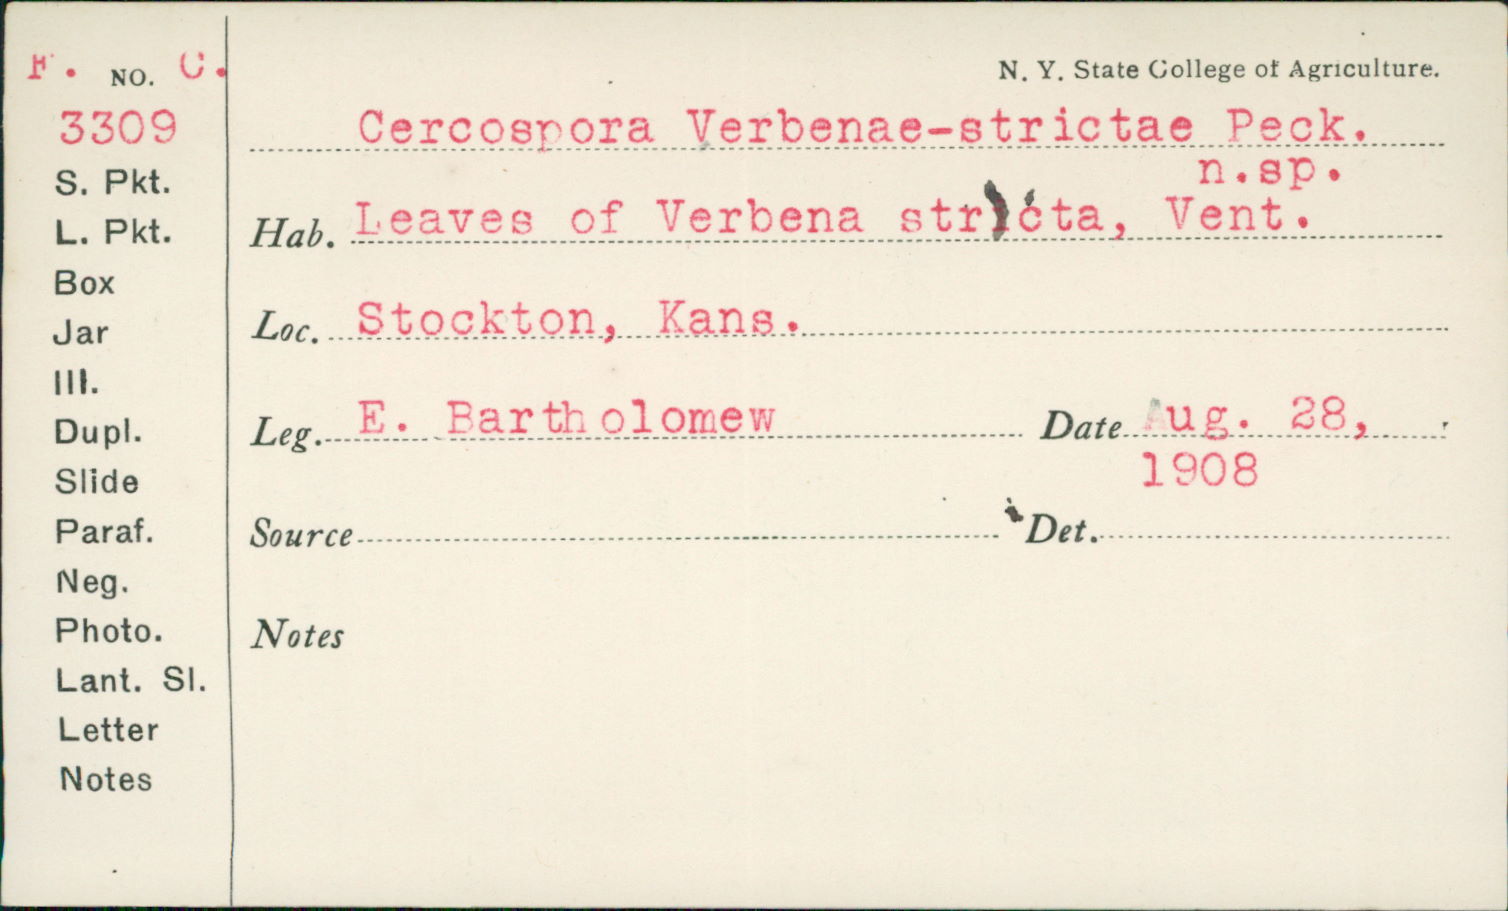 F. NO. C.
3309
N. Y. State College of Agriculture.
Cercospora Verbenae-strictae Peck.
n.sp.
Hab. Leaves of Verbena stricta, Vent.
Loc. Stockton, Kans.
Leg. E. Bartholomew Date Aug. 28,
1908
Source Det.
Notes
S. Pkt.
L. Pkt.
Box
Jar
Ill.
Dupl.
Slide
Paraf.
Neg.
Photo.
Lant. Sl.
Letter
Notes